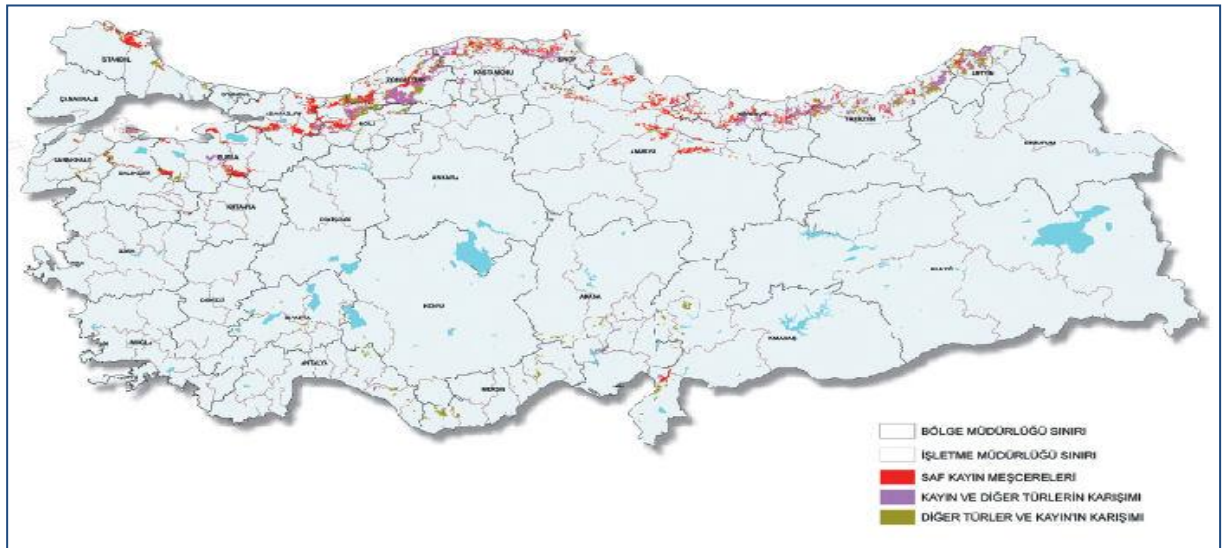 İSTANBUL
ÇANAKKALE
ZONGULDAK
KASTAMONU
SİNOP
BOLU
BURSA
BALIKESİR
KÜTAHYA
ESKİŞEHİR
ANKARA
AMASYA
TRABZON
ARTVİN
ERZURUM
ELAZIĞ
KONYA
ADANA
ANTALYA
MERSİN
MUĞLA
DENİZLİ
BÖLGE MÜDÜRLÜĞÜ SINIRI
İŞLETME MÜDÜRLÜĞÜ SINIRI
SAF KAYIN MEŞCERELERİ
KAYIN VE DİĞER TÜRLERİN KARIŞIMI
DİĞER TÜRLER VE KAYIN'IN KARIŞIMI